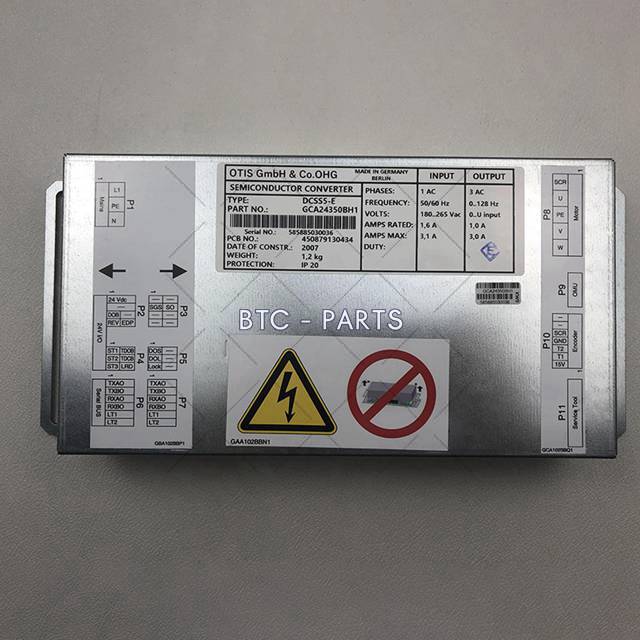 OTIS GmbH & Co.OHG
MADE IN GERMANY
BERLIN
INPUT
OUTPUT
SEMICONDUCTOR CONVERTER
TYPE: DCSS5-E
PART NO.: GCA24350BH1
Serial NO.: 585885030036
PCB NO.: 450879130434
DATE OF CONSTR.: 2007
WEIGHT: 1,2 kg
PROTECTION: IP 20
PHASES: 1 AC 3 AC
FREQUENCY: 50/60 Hz 0..128 Hz
VOLTS: 180..265 Vac 0..U input
AMPS RATED: 1,6 A 1,0 A
AMPS MAX: 3,1 A 3,0 A
DUTY:
1
L1
PE
N
Mains
P1
24 Vdc
DOB
REV EDP
24V I/O
P2
SGS SO
P3
ST1 TDOB
ST2 TDCB
ST3 LRD
P4
DOS
DOL
Lock
P5
TXAO
TXBO
RXAO
RXBO
LT1
LT2
Serial BUS
P6
TXAO
TXBO
RXAO
RXBO
LT1
LT2
P7
GBA102BBP1
BTC - PARTS
GAA102BBN1
GCA24350BH1
P8
1
SCR
U
PE
V
W
Motor
P9
OMU
P10
1
SCR
GND
T2
T1
15V
Encoder
P11
1
Service Tool